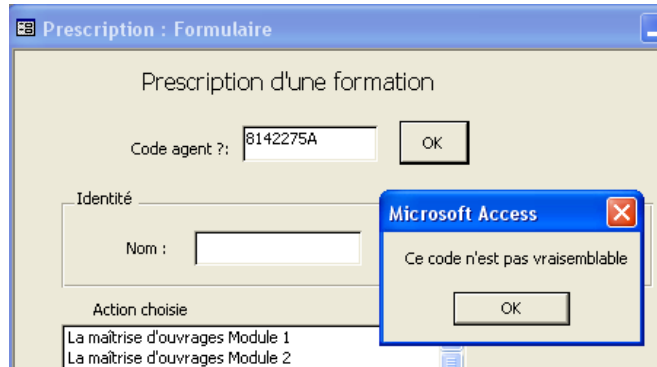 Prescription : Formulaire
Prescription d'une formation
Code agent ?: 8142275A OK
Identité
Nom :
Microsoft Access
Ce code n'est pas vraisemblable
OK
Action choisie
La maîtrise d'ouvrages Module 1
La maîtrise d'ouvrages Module 2